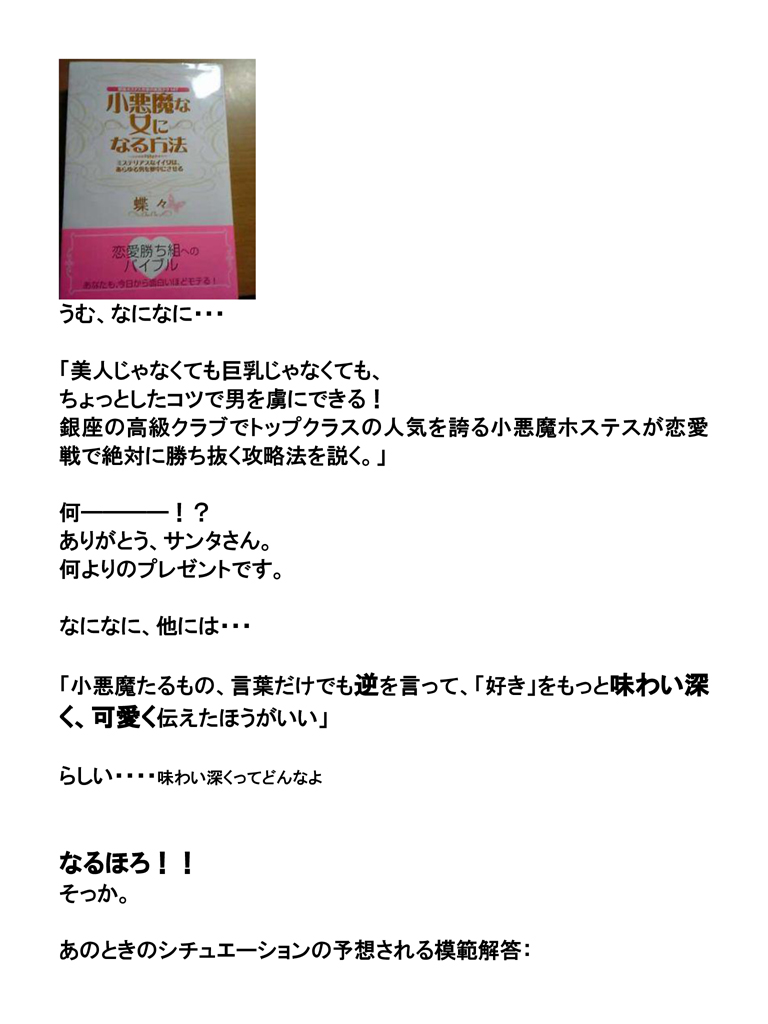 小悪魔な
女に
なる方法
ミステリアスなイイ女は、
あらゆる男を夢中にさせる
蝶々
恋愛勝ち組への
バイブル
あなたも、今日から面白いほどモテる！
うむ、なになに・・・
「美人じゃなくても巨乳じゃなくても、
ちょっとしたコツで男を虜にできる！
銀座の高級クラブでトップクラスの人気を誇る小悪魔ホステスが恋愛
戦で絶対に勝ち抜く攻略法を説く。」
何――――！？
ありがとう、サンタさん。
何よりのプレゼントです。
なになに、他には・・・
「小悪魔たるもの、言葉だけでも逆を言って、「好き」をもっと味わい深
く、可愛く伝えたほうがいい」
らしい・・・・味わい深くってどんなよ
なるほろ！！
そっか。
あのときのシチュエーションの予想される模範解答：